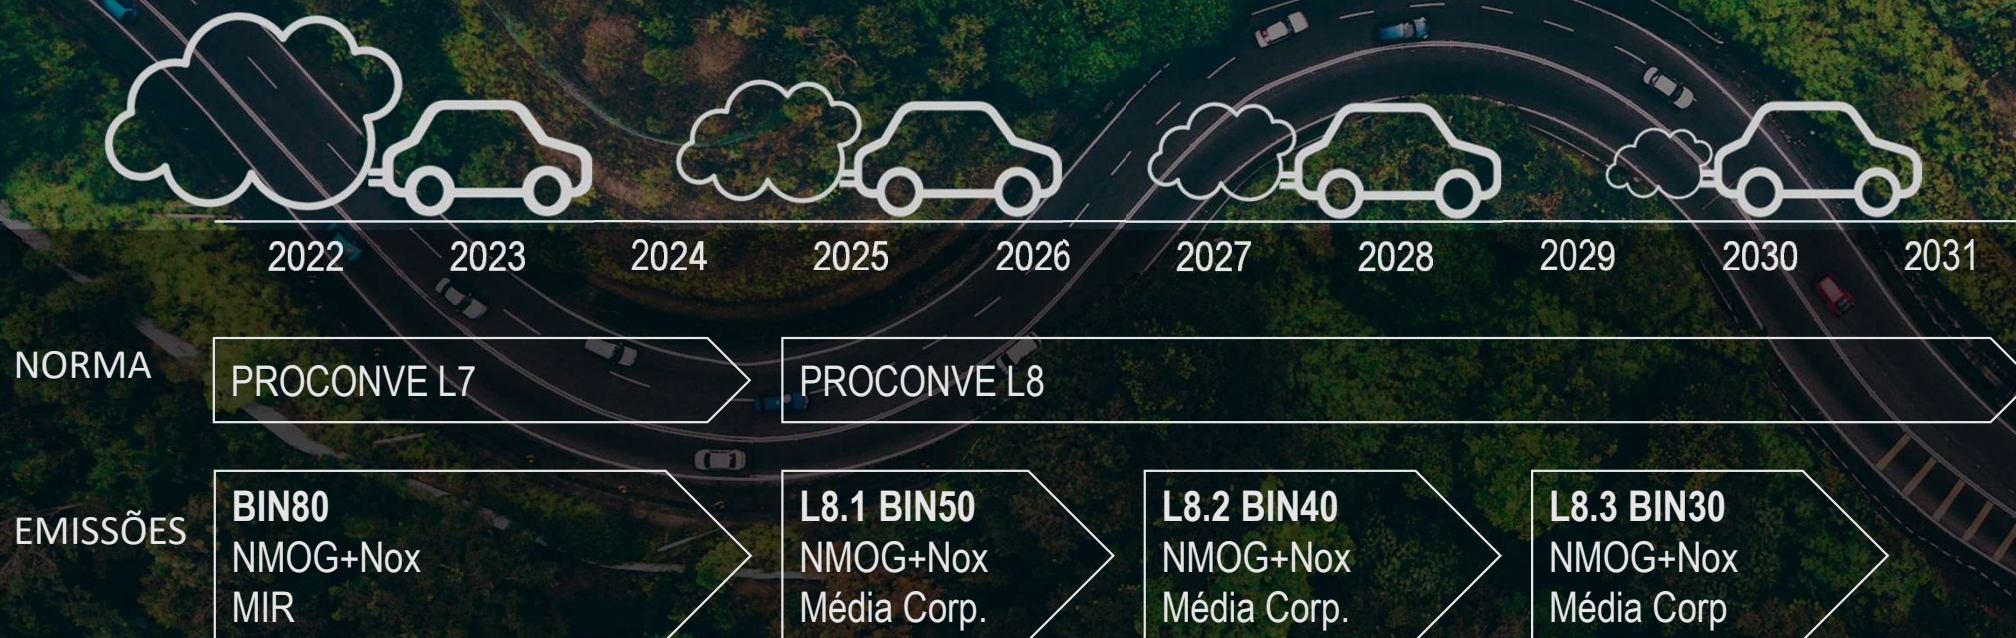 2022 2023 2024 2025 2026 2027 2028 2029 2030 2031
NORMA
PROCONVE L7
PROCONVE L8
EMISSÕES
BIN80
NMOG+Nox
MIR
L8.1 BIN50
NMOG+Nox
Média Corp.
L8.2 BIN40
NMOG+Nox
Média Corp.
L8.3 BIN30
NMOG+Nox
Média Corp